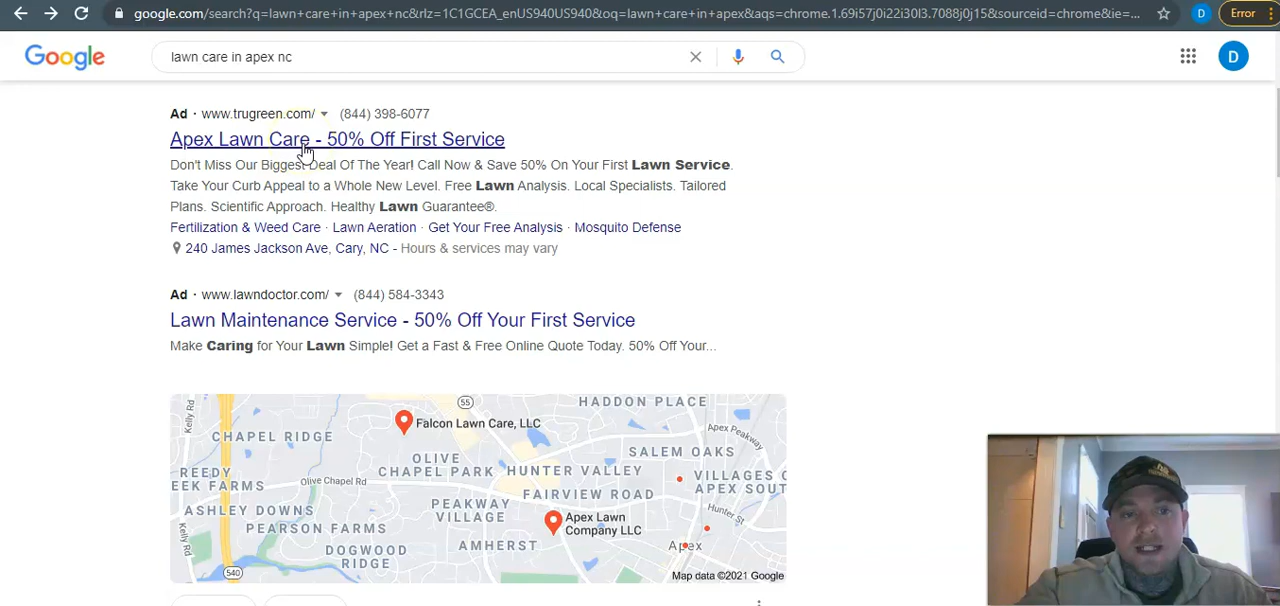 google.com/search?q=lawn+care+in+apex+nc&rlz=1C1GCEA_enUS940US940&oq=lawn+care+in+apex&aqs=chrome.1.69i57j0i22i30l3.7088j0j15&sourceid=chrome&ie=...
D
Error
Google
lawn care in apex nc
D
Ad · www.trugreen.com/ (844) 398-6077
Apex Lawn Care - 50% Off First Service
Don't Miss Our Biggest Deal Of The Year! Call Now & Save 50% On Your First Lawn Service.
Take Your Curb Appeal to a Whole New Level. Free Lawn Analysis. Local Specialists. Tailored
Plans. Scientific Approach. Healthy Lawn Guarantee®.
Fertilization & Weed Care · Lawn Aeration · Get Your Free Analysis · Mosquito Defense
240 James Jackson Ave, Cary, NC - Hours & services may vary
Ad · www.lawndoctor.com/ (844) 584-3343
Lawn Maintenance Service - 50% Off Your First Service
Make Caring for Your Lawn Simple! Get a Fast & Free Online Quote Today. 50% Off Your...
Kelly Rd
55
HADDON PLACE
Falcon Lawn Care, LLC
Apex Peakway
CHAPEL RIDGE
SALEM OAKS
OLIVE
CHAPEL PARK
HUNTER VALLEY
REEDY
EEK FARMS
Olive Chapel Rd
VILLAGES O
APEX SOUT
FAIRVIEW ROAD
ASHLEY DOWNS
PEAKWAY
VILLAGE
Hunter St
Apex Lawn
Company LLC
PEARSON FARMS
Kelly Rd
AMHERST
Apex
DOGWOOD
RIDGE
540
Map data ©2021 Google